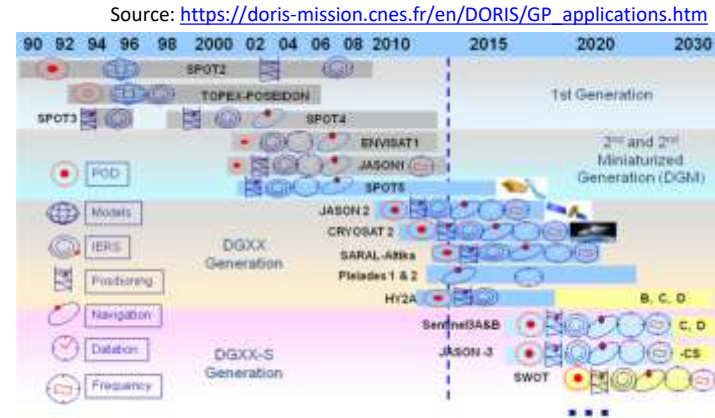 Source: https://doris-mission.cnes.fr/en/DORIS/GP_applications.htm
90 92 94 96 98 2000 02 04 06 08 2010 2015 2020 2030
SPOT2
TOPEX-POSEIDON
1st Generation
SPOT3
SPOT4
ENVISAT1
2nd and 2nd
Miniaturized
Generation (DGM)
JASON1
POD
SPOT5
Models
JASON 2
CRYOSAT 2
IERS
DGXX
Generation
SARAL-Altika
Positioning
Pleiades 1 & 2
HY2A
B, C, D
Navigation
Sentinel3A&B
C, D
Datation
DGXX-S
Generation
JASON -3
-CS
SWOT
Frequency